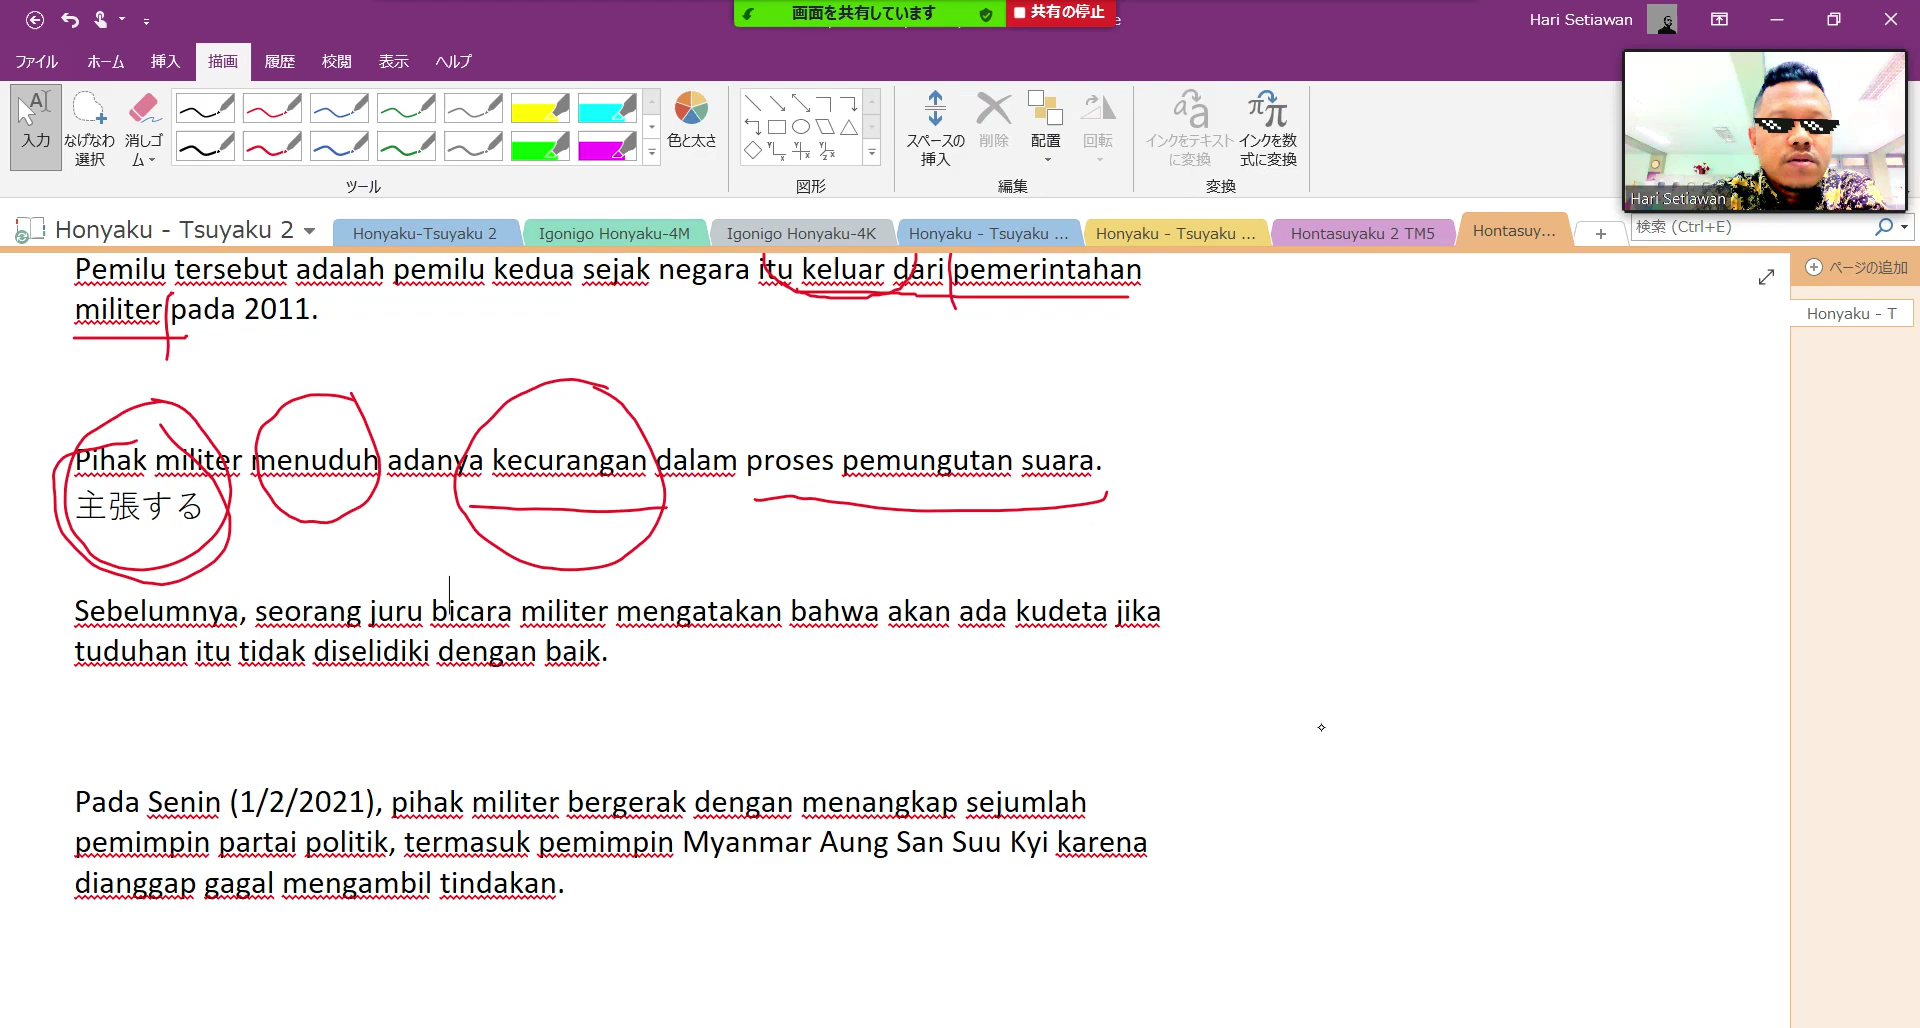 画面を共有しています
共有の停止
Hari Setiawan
ファイル ホーム 挿入 描画 履歴 校閲 表示 ヘルプ
入力
なげなわ
選択
消しゴ
ム
色と太さ
スペースの
挿入
削除
配置
回転
インクをテキスト
に変換
インクを数
式に変換
ツール
図形
編集
変換
Hari Setiawan
Honyaku - Tsuyaku 2
Honyaku-Tsuyaku 2
Igonigo Honyaku-4M
Igonigo Honyaku-4K
Honyaku - Tsuyaku ...
Honyaku - Tsuyaku ...
Hontasuyaku 2 TM5
Hontasuy...
検索 (Ctrl+E)
ページの追加
Honyaku - T
Pemilu tersebut adalah pemilu kedua sejak negara itu keluar dari pemerintahan
militer pada 2011.
Pihak militer menuduh adanya kecurangan dalam proses pemungutan suara.
主張する
Sebelumnya, seorang juru bicara militer mengatakan bahwa akan ada kudeta jika
tuduhan itu tidak diselidiki dengan baik.
Pada Senin (1/2/2021), pihak militer bergerak dengan menangkap sejumlah
pemimpin partai politik, termasuk pemimpin Myanmar Aung San Suu Kyi karena
dianggap gagal mengambil tindakan.